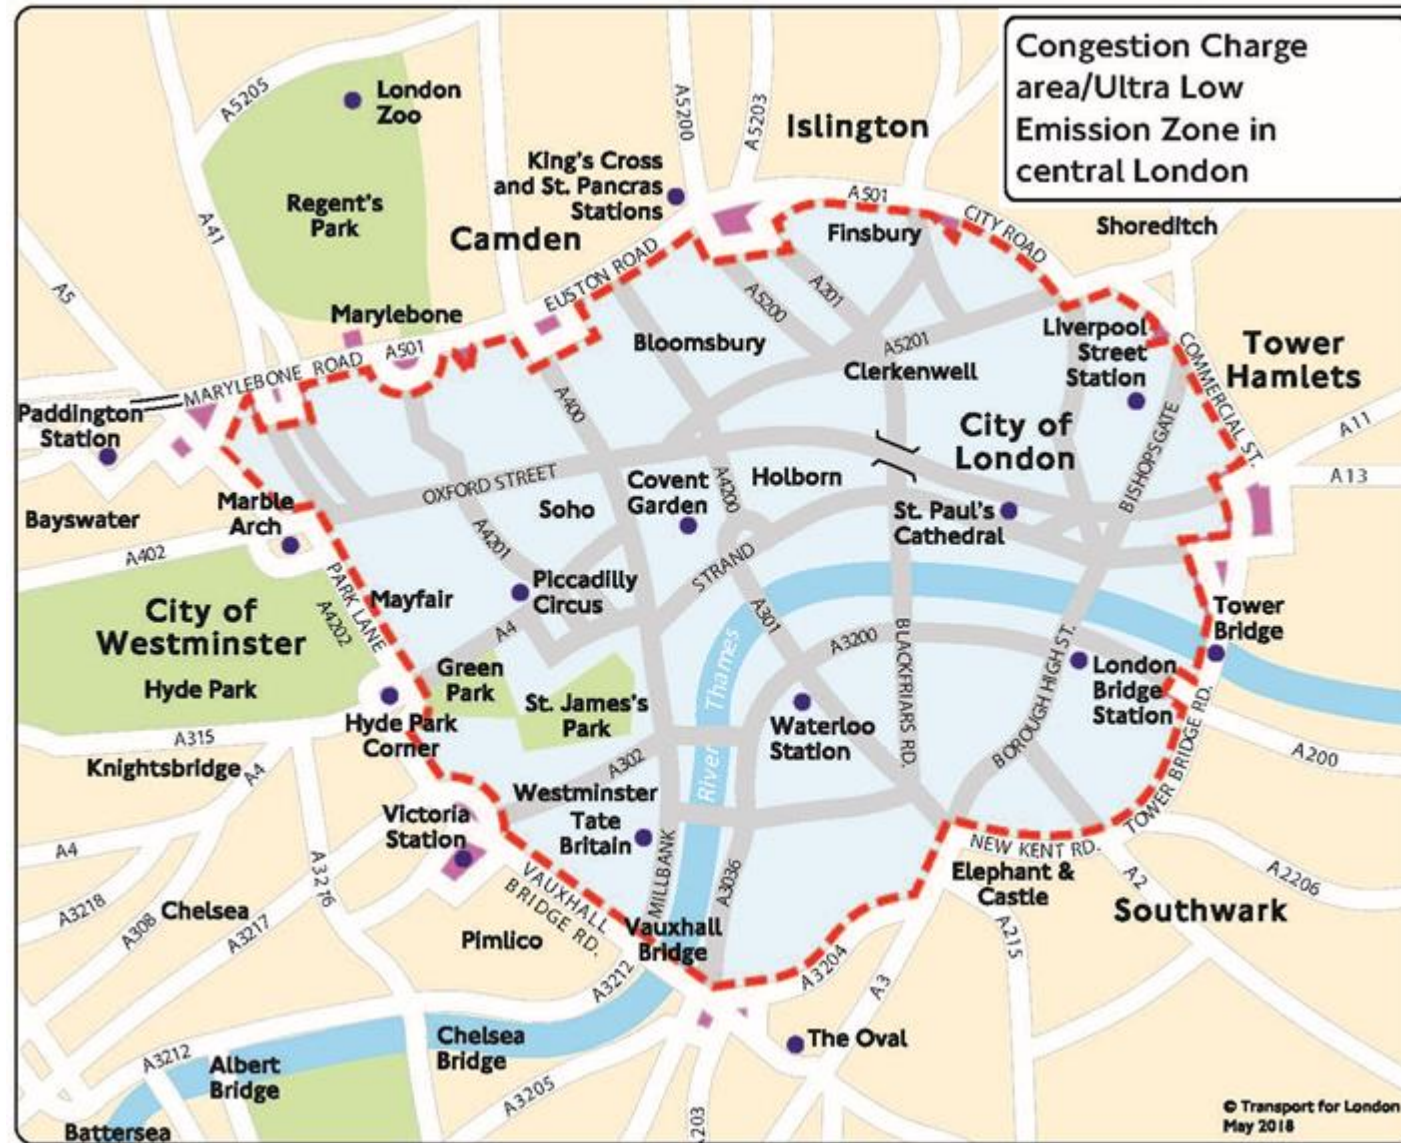 Congestion Charge
area/Ultra Low
Emission Zone in
central London
A5205
London
Zoo
A5200
A5203
Islington
King's Cross
and St. Pancras
Stations
A501
CITY ROAD
Shoreditch
Regent's
Park
A41
Camden
Finsbury
A5
EUSTON ROAD
A5200
A201
Marylebone
Bloomsbury
A5201
Liverpool
Street
Station
COMMERCIAL ST.
Tower
Hamlets
MARYLEBONE ROAD
A501
Clerkenwell
A400
Paddington
Station
City of
London
BISHOPSGATE
A11
A13
OXFORD STREET
Covent
Garden
A4200
Holborn
Marble
Arch
Soho
St. Paul's
Cathedral
Bayswater
A402
A4201
STRAND
PARK LANE
A4202
Mayfair
Piccadilly
Circus
City of
Westminster
Hyde Park
A4
A301
A3200
BLACKFRIARS RD.
BOROUGH HIGH ST.
Tower
Bridge
Green
Park
St. James's
Park
River Thames
London
Bridge
Station
TOWER BRIDGE RD.
Hyde Park
Corner
Waterloo
Station
A315
Knightsbridge
A4
A302
A200
Westminster
Tate
Britain
Victoria
Station
MILLBANK
A3036
NEW KENT RD.
A4
A3216
VAUXHALL
BRIDGE RD.
Elephant &
Castle
A2
A2206
A3218
A308
Chelsea
A3217
Pimlico
Vauxhall
Bridge
A215
Southwark
A3212
A3204
A3
Chelsea
Bridge
The Oval
A3212
Albert
Bridge
A3205
A203
Battersea
© Transport for London
May 2018